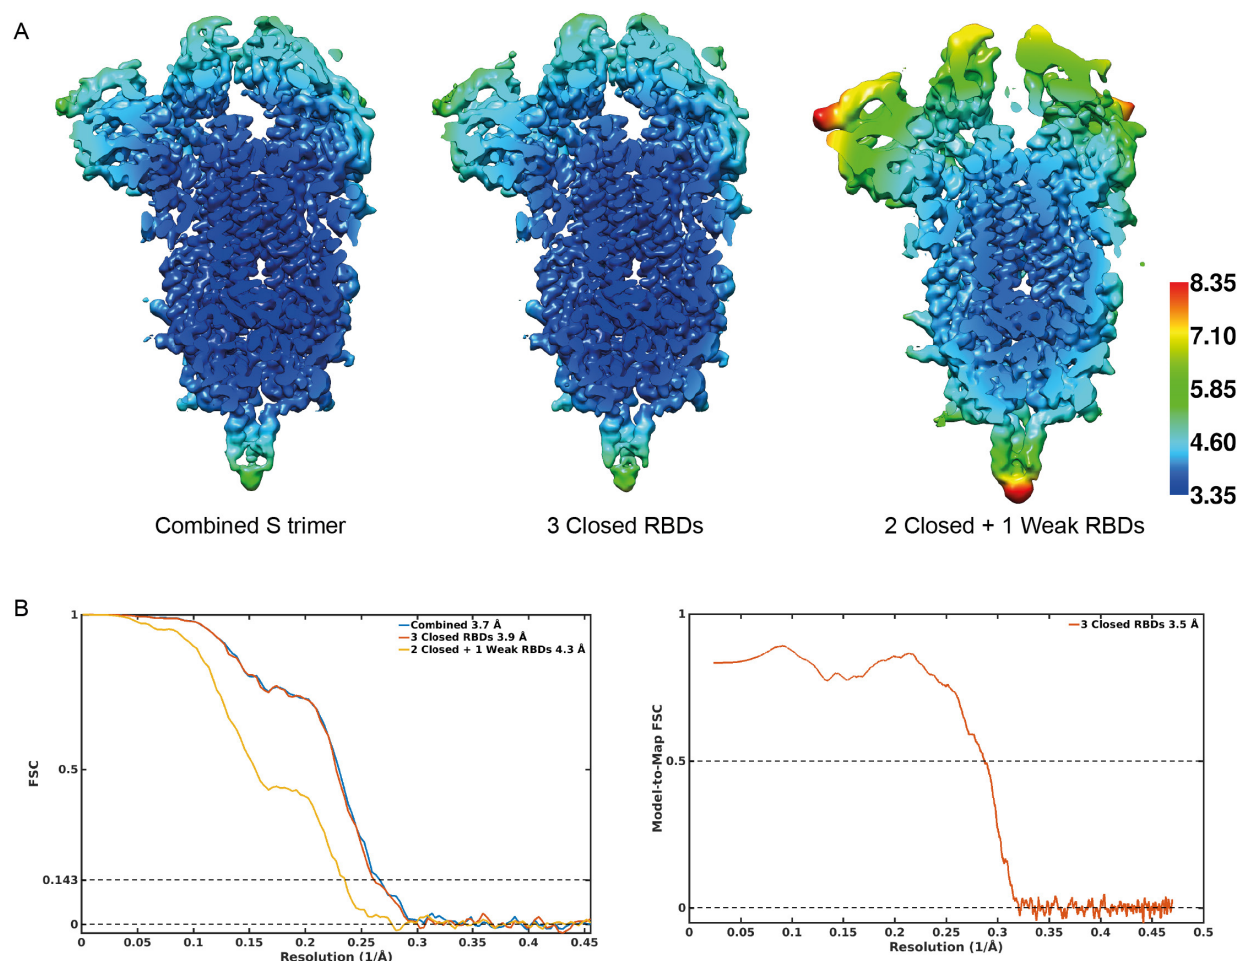 A
8.35
7.10
5.85
4.60
3.35
Combined S trimer
3 Closed RBDs
2 Closed + 1 Weak RBDs
B
1
0.5
0.143
0
FSC
Combined 3.7 Å
3 Closed RBDs 3.9 Å
2 Closed + 1 Weak RBDs 4.3 Å
0 0.05 0.1 0.15 0.2 0.25 0.3 0.35 0.4 0.45
Resolution (1/Å)
1
0.5
0
Model-to-Map FSC
3 Closed RBDs 3.5 Å
0 0.05 0.1 0.15 0.2 0.25 0.3 0.35 0.4 0.45 0.5
Resolution (1/Å)